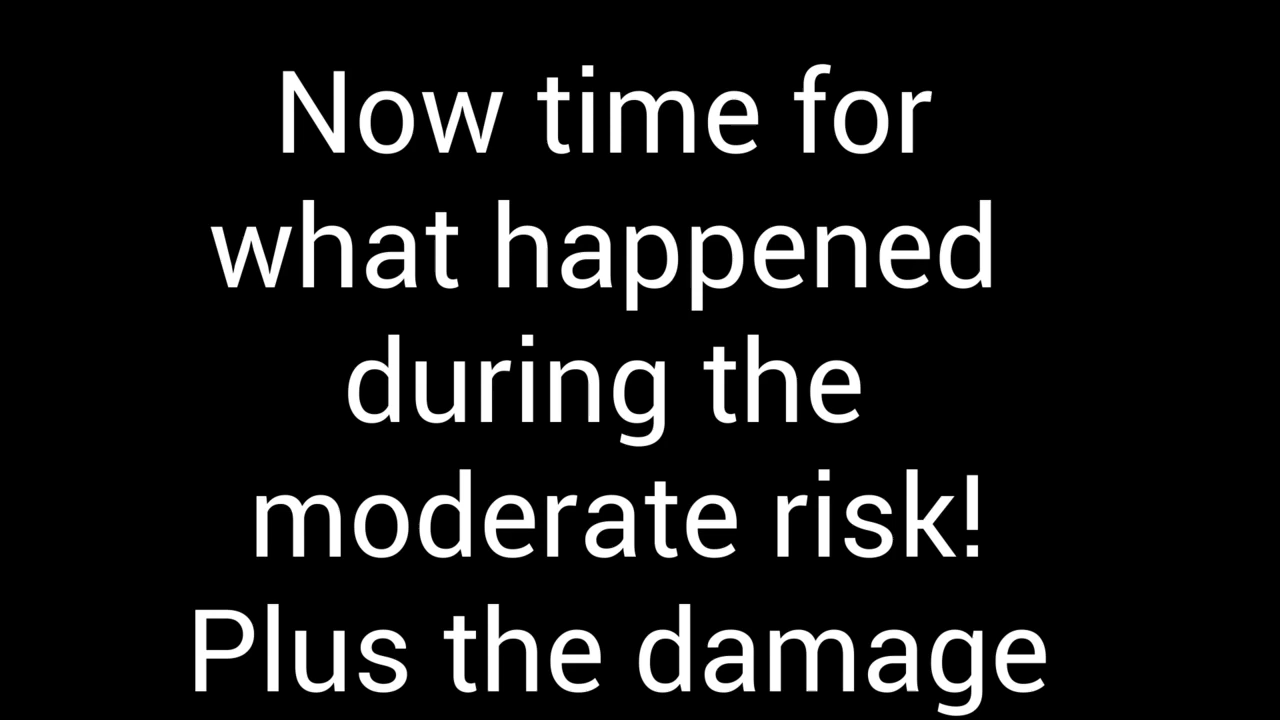 Now time for
what happened
during the
moderate risk!
Plus the damage